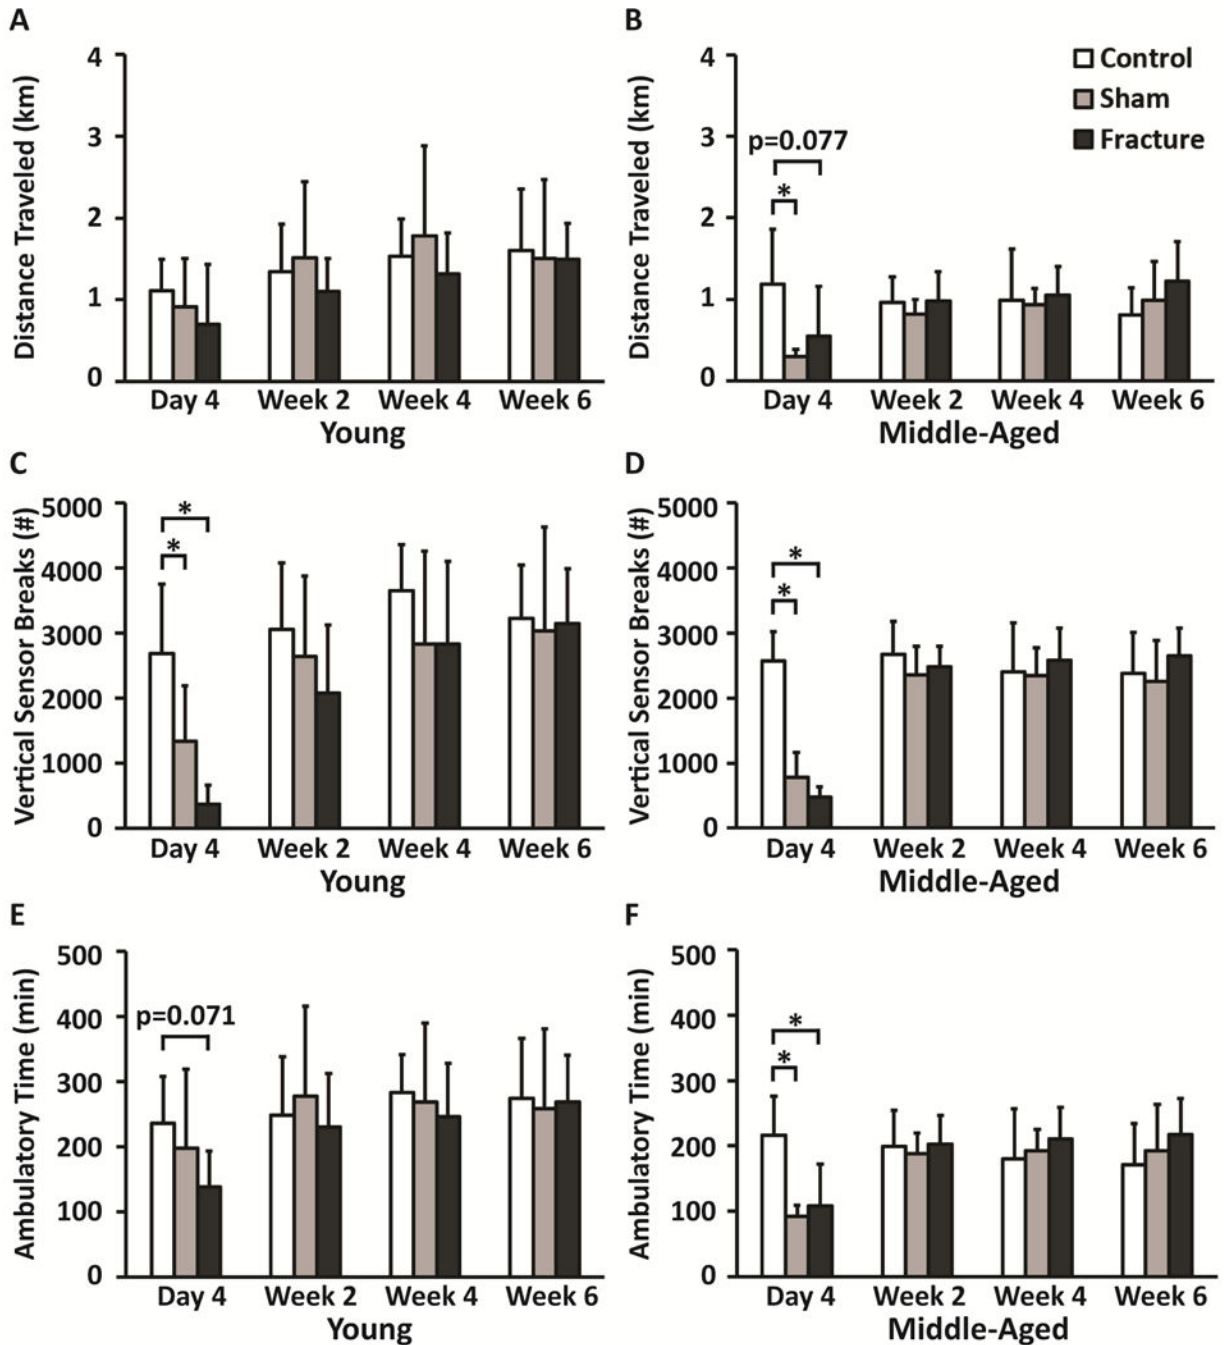 A
Distance Traveled (km)
4
3
2
1
0
Day 4 Week 2 Week 4 Week 6
Young
B
Distance Traveled (km)
4
3
2
1
0
Control
Sham
Fracture
p=0.077
*
Day 4 Week 2 Week 4 Week 6
Middle-Aged
C
Vertical Sensor Breaks (#)
5000
4000
3000
2000
1000
0
*
*
Day 4 Week 2 Week 4 Week 6
Young
D
Vertical Sensor Breaks (#)
5000
4000
3000
2000
1000
0
*
*
Day 4 Week 2 Week 4 Week 6
Middle-Aged
E
Ambulatory Time (min)
500
400
300
200
100
0
p=0.071
Day 4 Week 2 Week 4 Week 6
Young
F
Ambulatory Time (min)
500
400
300
200
100
0
*
*
Day 4 Week 2 Week 4 Week 6
Middle-Aged